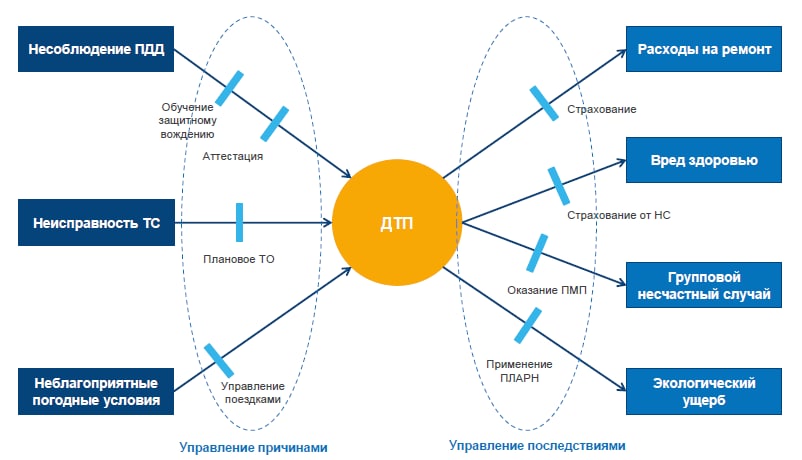 Несоблюдение ПДД
Обучение
защитному
вождению
Аттестация
Неисправность ТС
Плановое ТО
Неблагоприятные
погодные условия
Управление
поездками
Управление причинами
ДТП
Расходы на ремонт
Страхование
Вред здоровью
Страхование от НС
Групповой
несчастный случай
Оказание ПМП
Экологический
ущерб
Применение
ПЛАРН
Управление последствиями